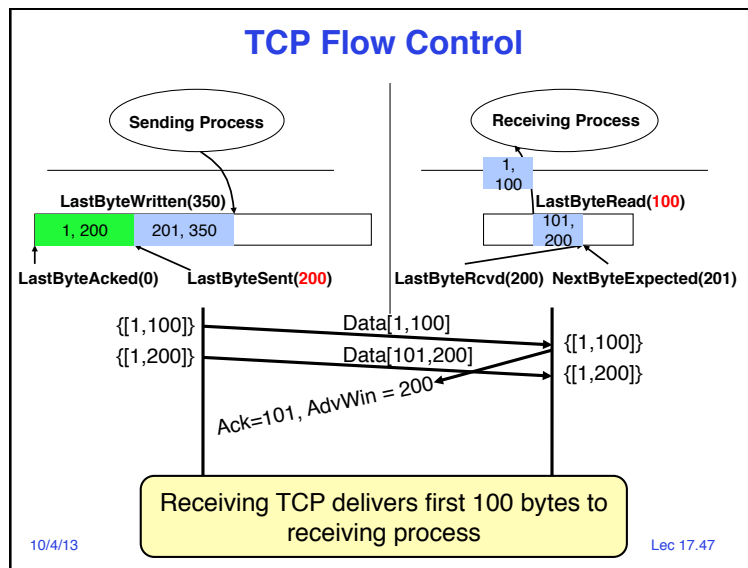 TCP Flow Control
Sending Process
Receiving Process
1,
100
LastByteWritten(350)
LastByteRead(100)
1, 200
201, 350
101,
200
LastByteAcked(0)
LastByteSent(200)
LastByteRcvd(200)
NextByteExpected(201)
{[1,100]}
Data[1,100]
{[1,100]}
{[1,200]}
Data[101,200]
{[1,200]}
Ack=101, AdvWin = 200
Receiving TCP delivers first 100 bytes to
receiving process
10/4/13
Lec 17.47